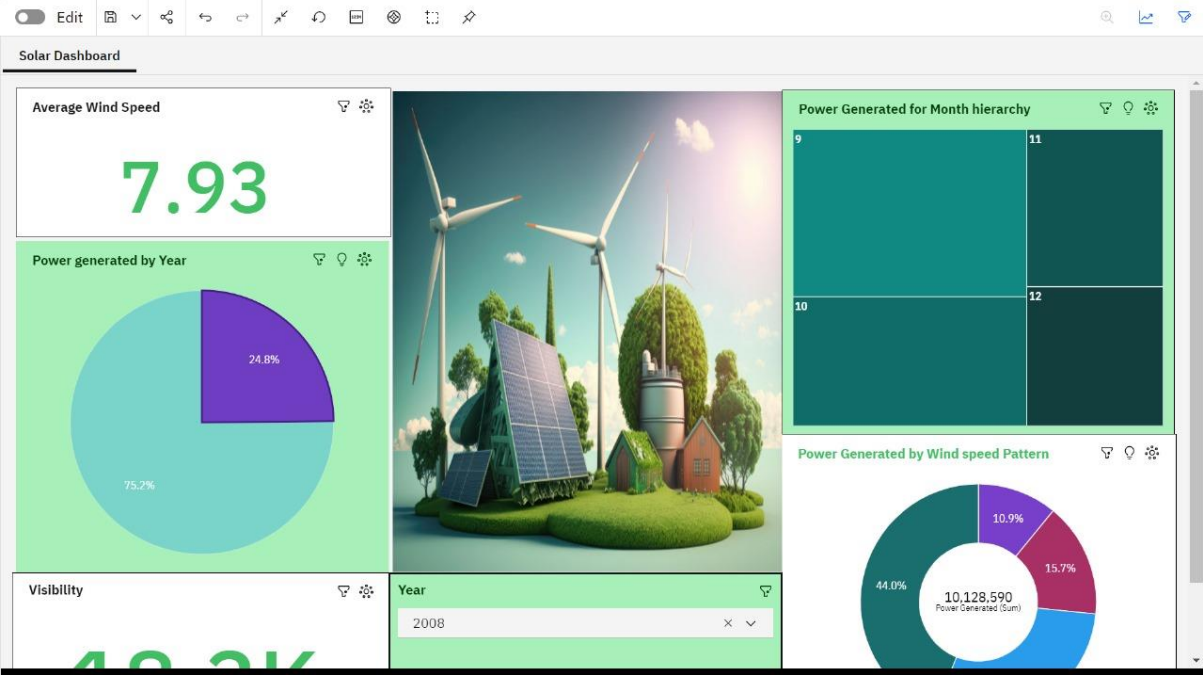 Edit
Solar Dashboard
Average Wind Speed
7.93
Power generated by Year
24.8%
75.2%
Visibility
Year
2008
Power Generated for Month hierarchy
9
11
10
12
Power Generated by Wind speed Pattern
10.9%
15.7%
44.0%
10,128,590
Power Generated (Sum)